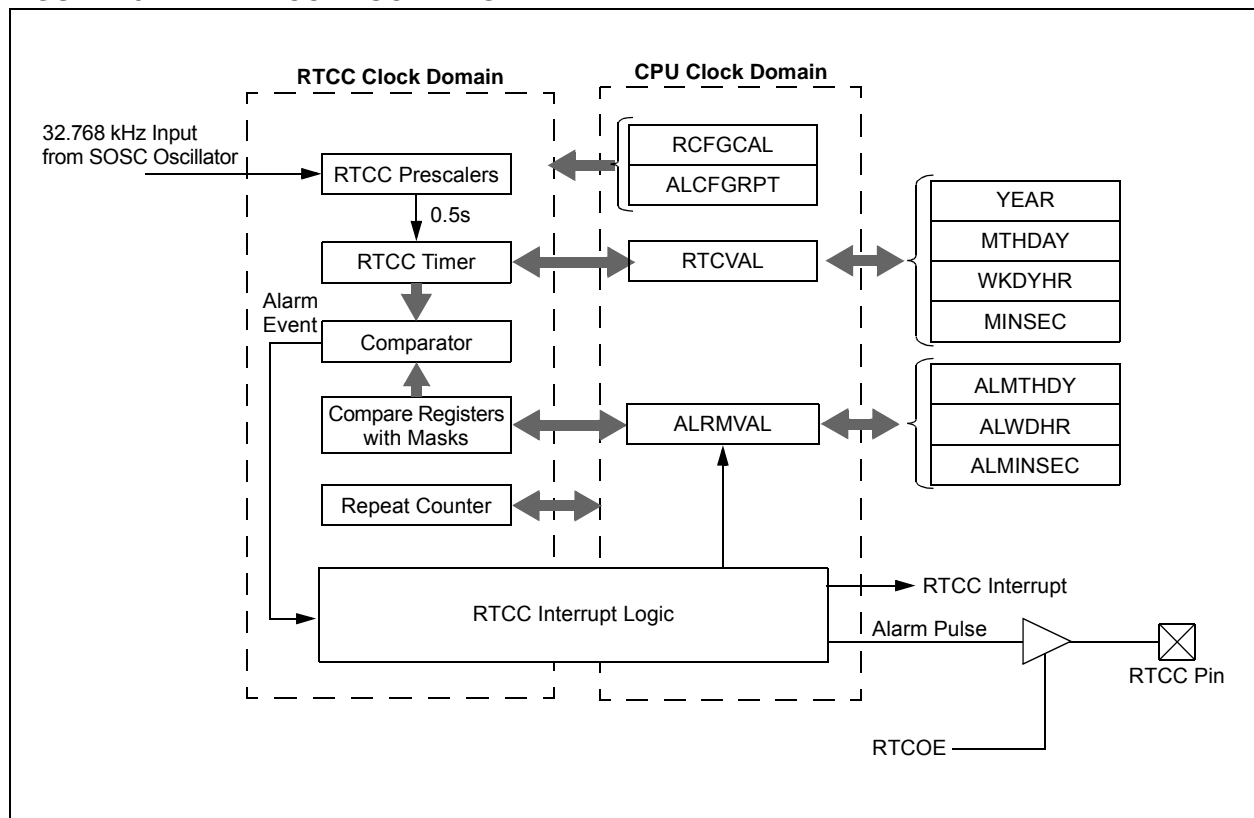 RTCC Clock Domain
CPU Clock Domain
32.768 kHz Input
from SOSC Oscillator
RTCC Prescalers
0.5s
RTCC Timer
Alarm
Event
Comparator
Compare Registers
with Masks
Repeat Counter
RCFGCAL
ALCFGRPT
RTCVAL
ALRMVAL
YEAR
MTHDAY
WKDYHR
MINSEC
ALMTHDY
ALWDHR
ALMINSEC
RTCC Interrupt Logic
RTCC Interrupt
Alarm Pulse
RTCC Pin
RTCOE